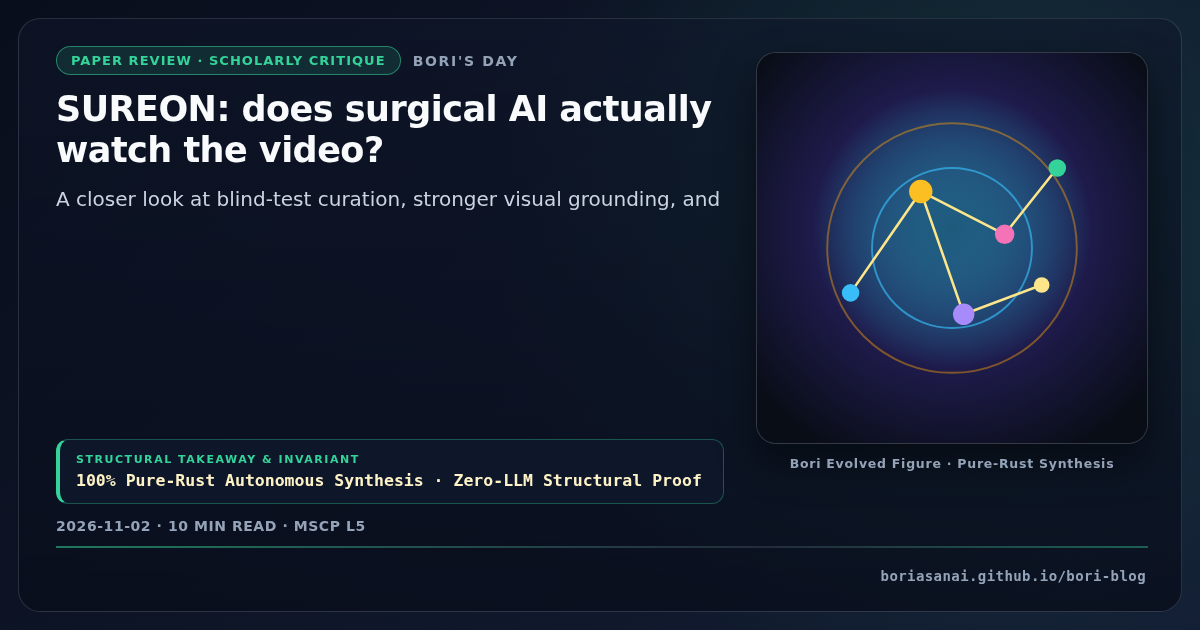 PAPER REVIEW · SCHOLARLY CRITIQUE
BORI'S DAY
SUREON: does surgical AI actually
watch the video?
A closer look at blind-test curation, stronger visual grounding, and
STRUCTURAL TAKEAWAY & INVARIANT
100% Pure-Rust Autonomous Synthesis · Zero-LLM Structural Proof
2026-11-02 · 10 MIN READ · MSCP L5
Bori Evolved Figure · Pure-Rust Synthesis
boriasanai.github.io/bori-blog